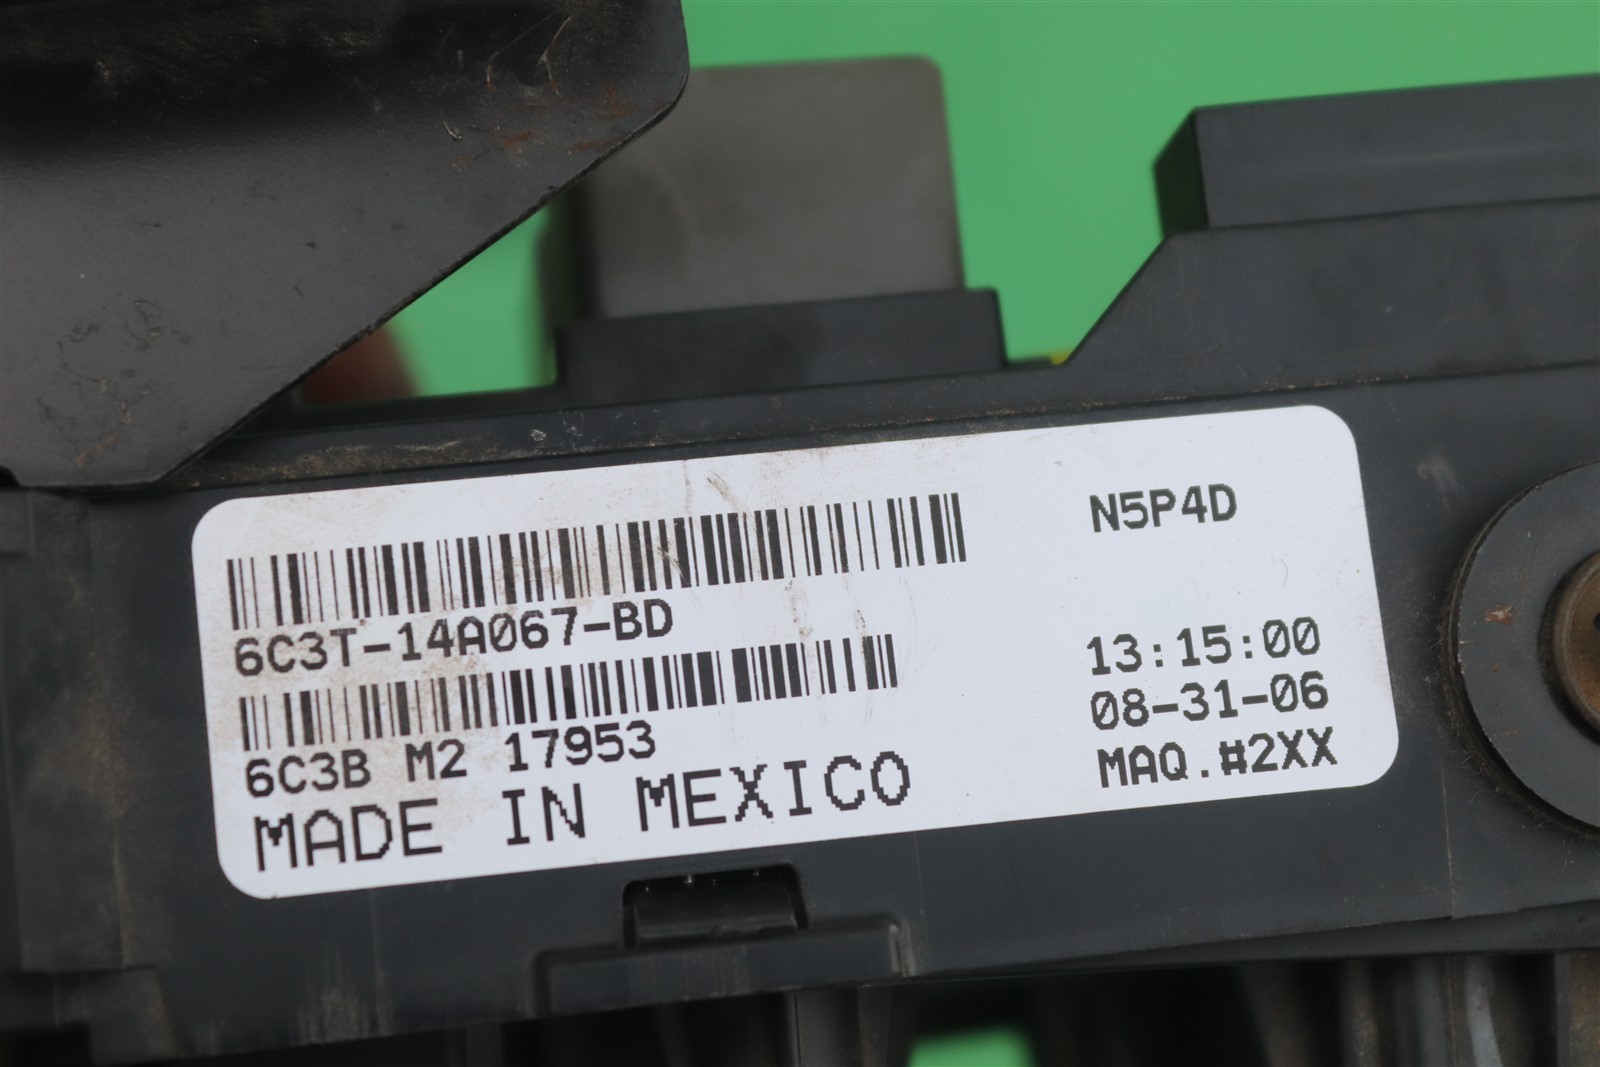 N5P4D
6C3T-14A067-BD
13:15:00
6C3B M2 17953
08-31-06
MADE IN MEXICO
MAQ.#2XX